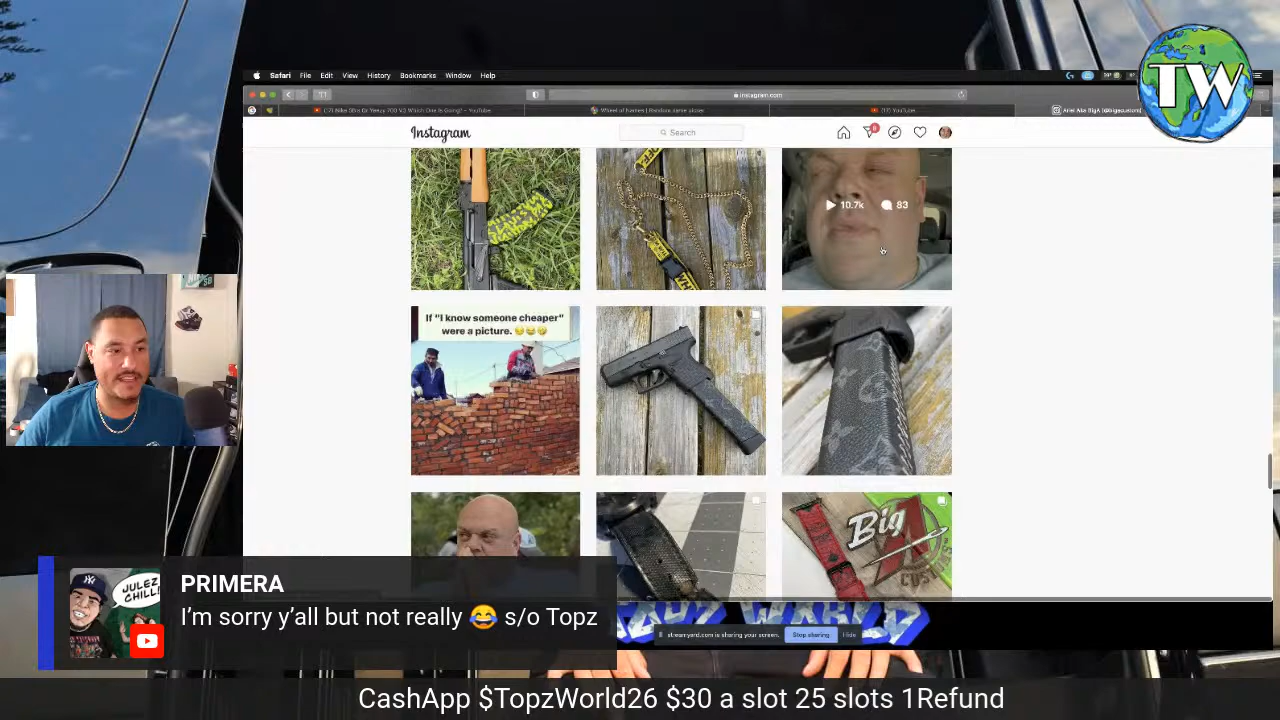 TW
Safari File Edit View History Bookmarks Window Help
instagram.com
Instagram
Search
10.7k 83
If "I know someone cheaper"
were a picture. 😏😂🤣
Big
JULEZ
CHILL!
PRIMERA
I'm sorry y'all but not really 😂 s/o Topz
streamyard.com is sharing your screen. Stop sharing Hide
CashApp $TopzWorld26 $30 a slot 25 slots 1Refund